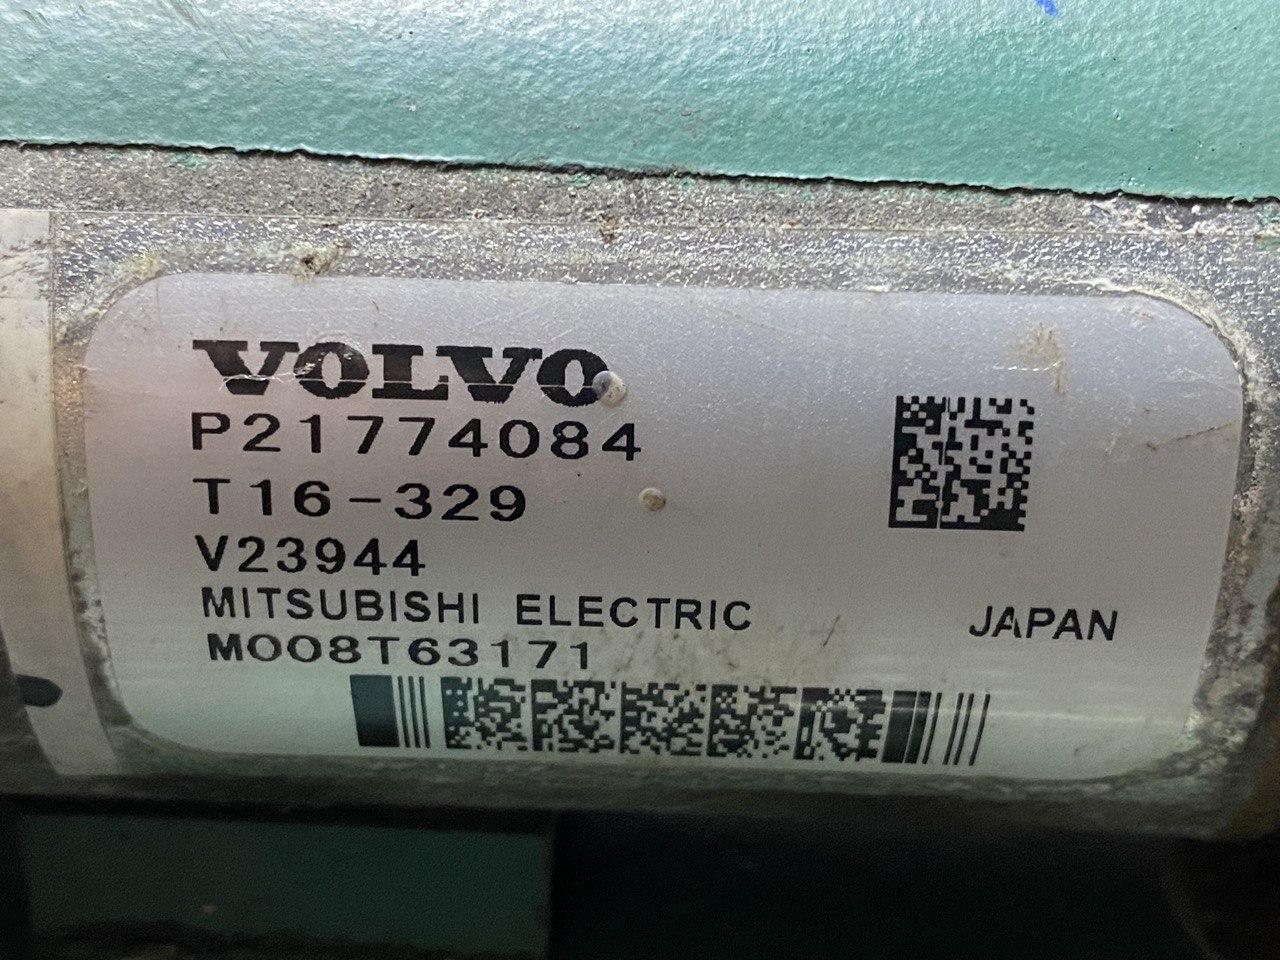 VOLVO
P21774084
T16-329
V23944
MITSUBISHI ELECTRIC JAPAN
M008T63171